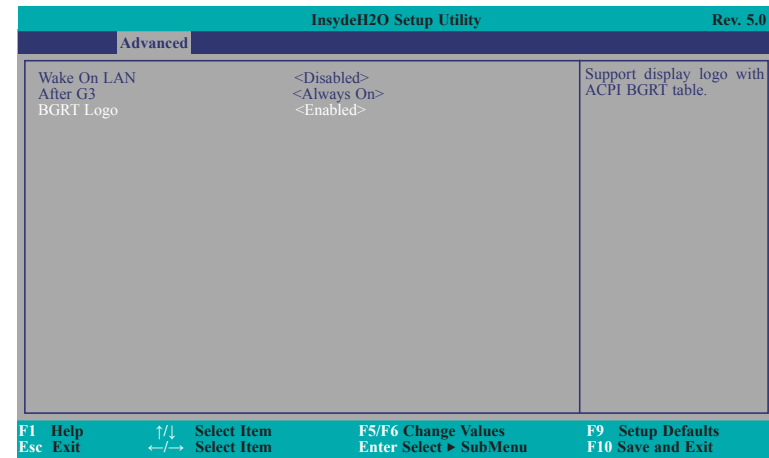 InsydeH2O Setup Utility Rev. 5.0
Advanced
Wake On LAN <Disabled>
After G3 <Always On>
BGRT Logo <Enabled>
Support display logo with
ACPI BGRT table.
F1 Help ↑/↓ Select Item F5/F6 Change Values F9 Setup Defaults
Esc Exit ←/→ Select Item Enter Select ▶ SubMenu F10 Save and Exit